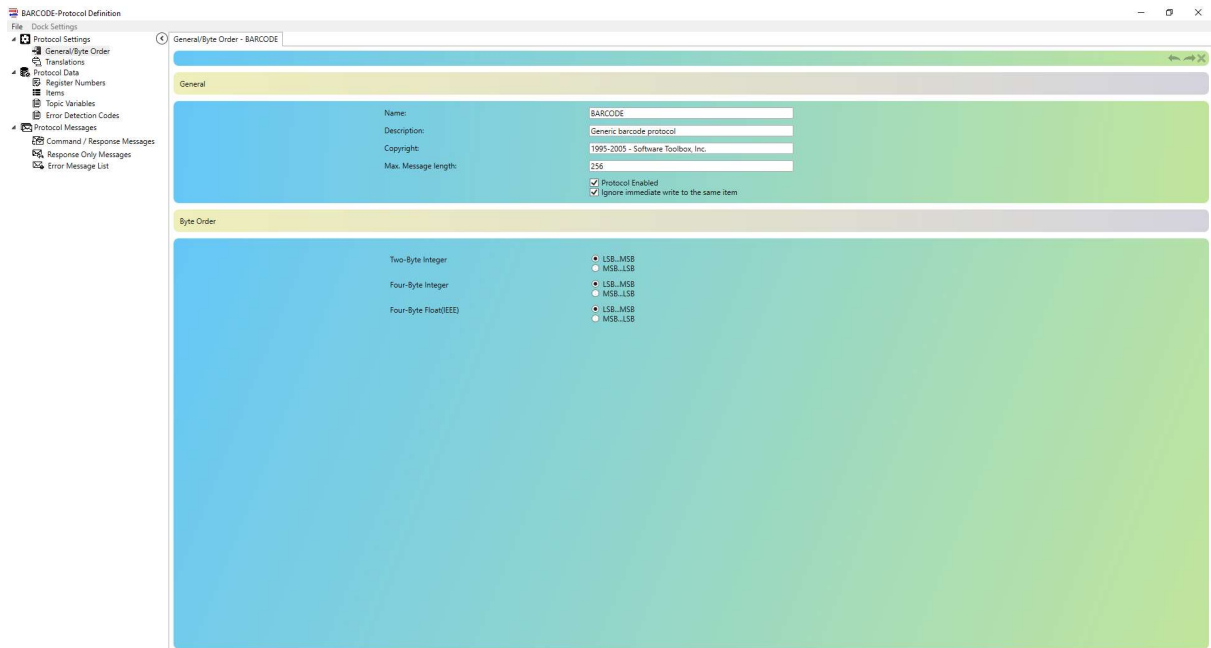 BARCODE-Protocol Definition
File Dock Settings
Protocol Settings
General/Byte Order
Translations
Protocol Data
Register Numbers
Items
Topic Variables
Error Detection Codes
Protocol Messages
Command / Response Messages
Response Only Messages
Error Message List
General/Byte Order - BARCODE
General
Name: BARCODE
Description: Generic barcode protocol
Copyright: 1995-2005 - Software Toolbox, Inc.
Max. Message length: 256
Protocol Enabled
Ignore immediate write to the same item
Byte Order
Two-Byte Integer LSB...MSB
MSB...LSB
Four-Byte Integer LSB...MSB
MSB...LSB
Four-Byte Float(IEEE) LSB...MSB
MSB...LSB